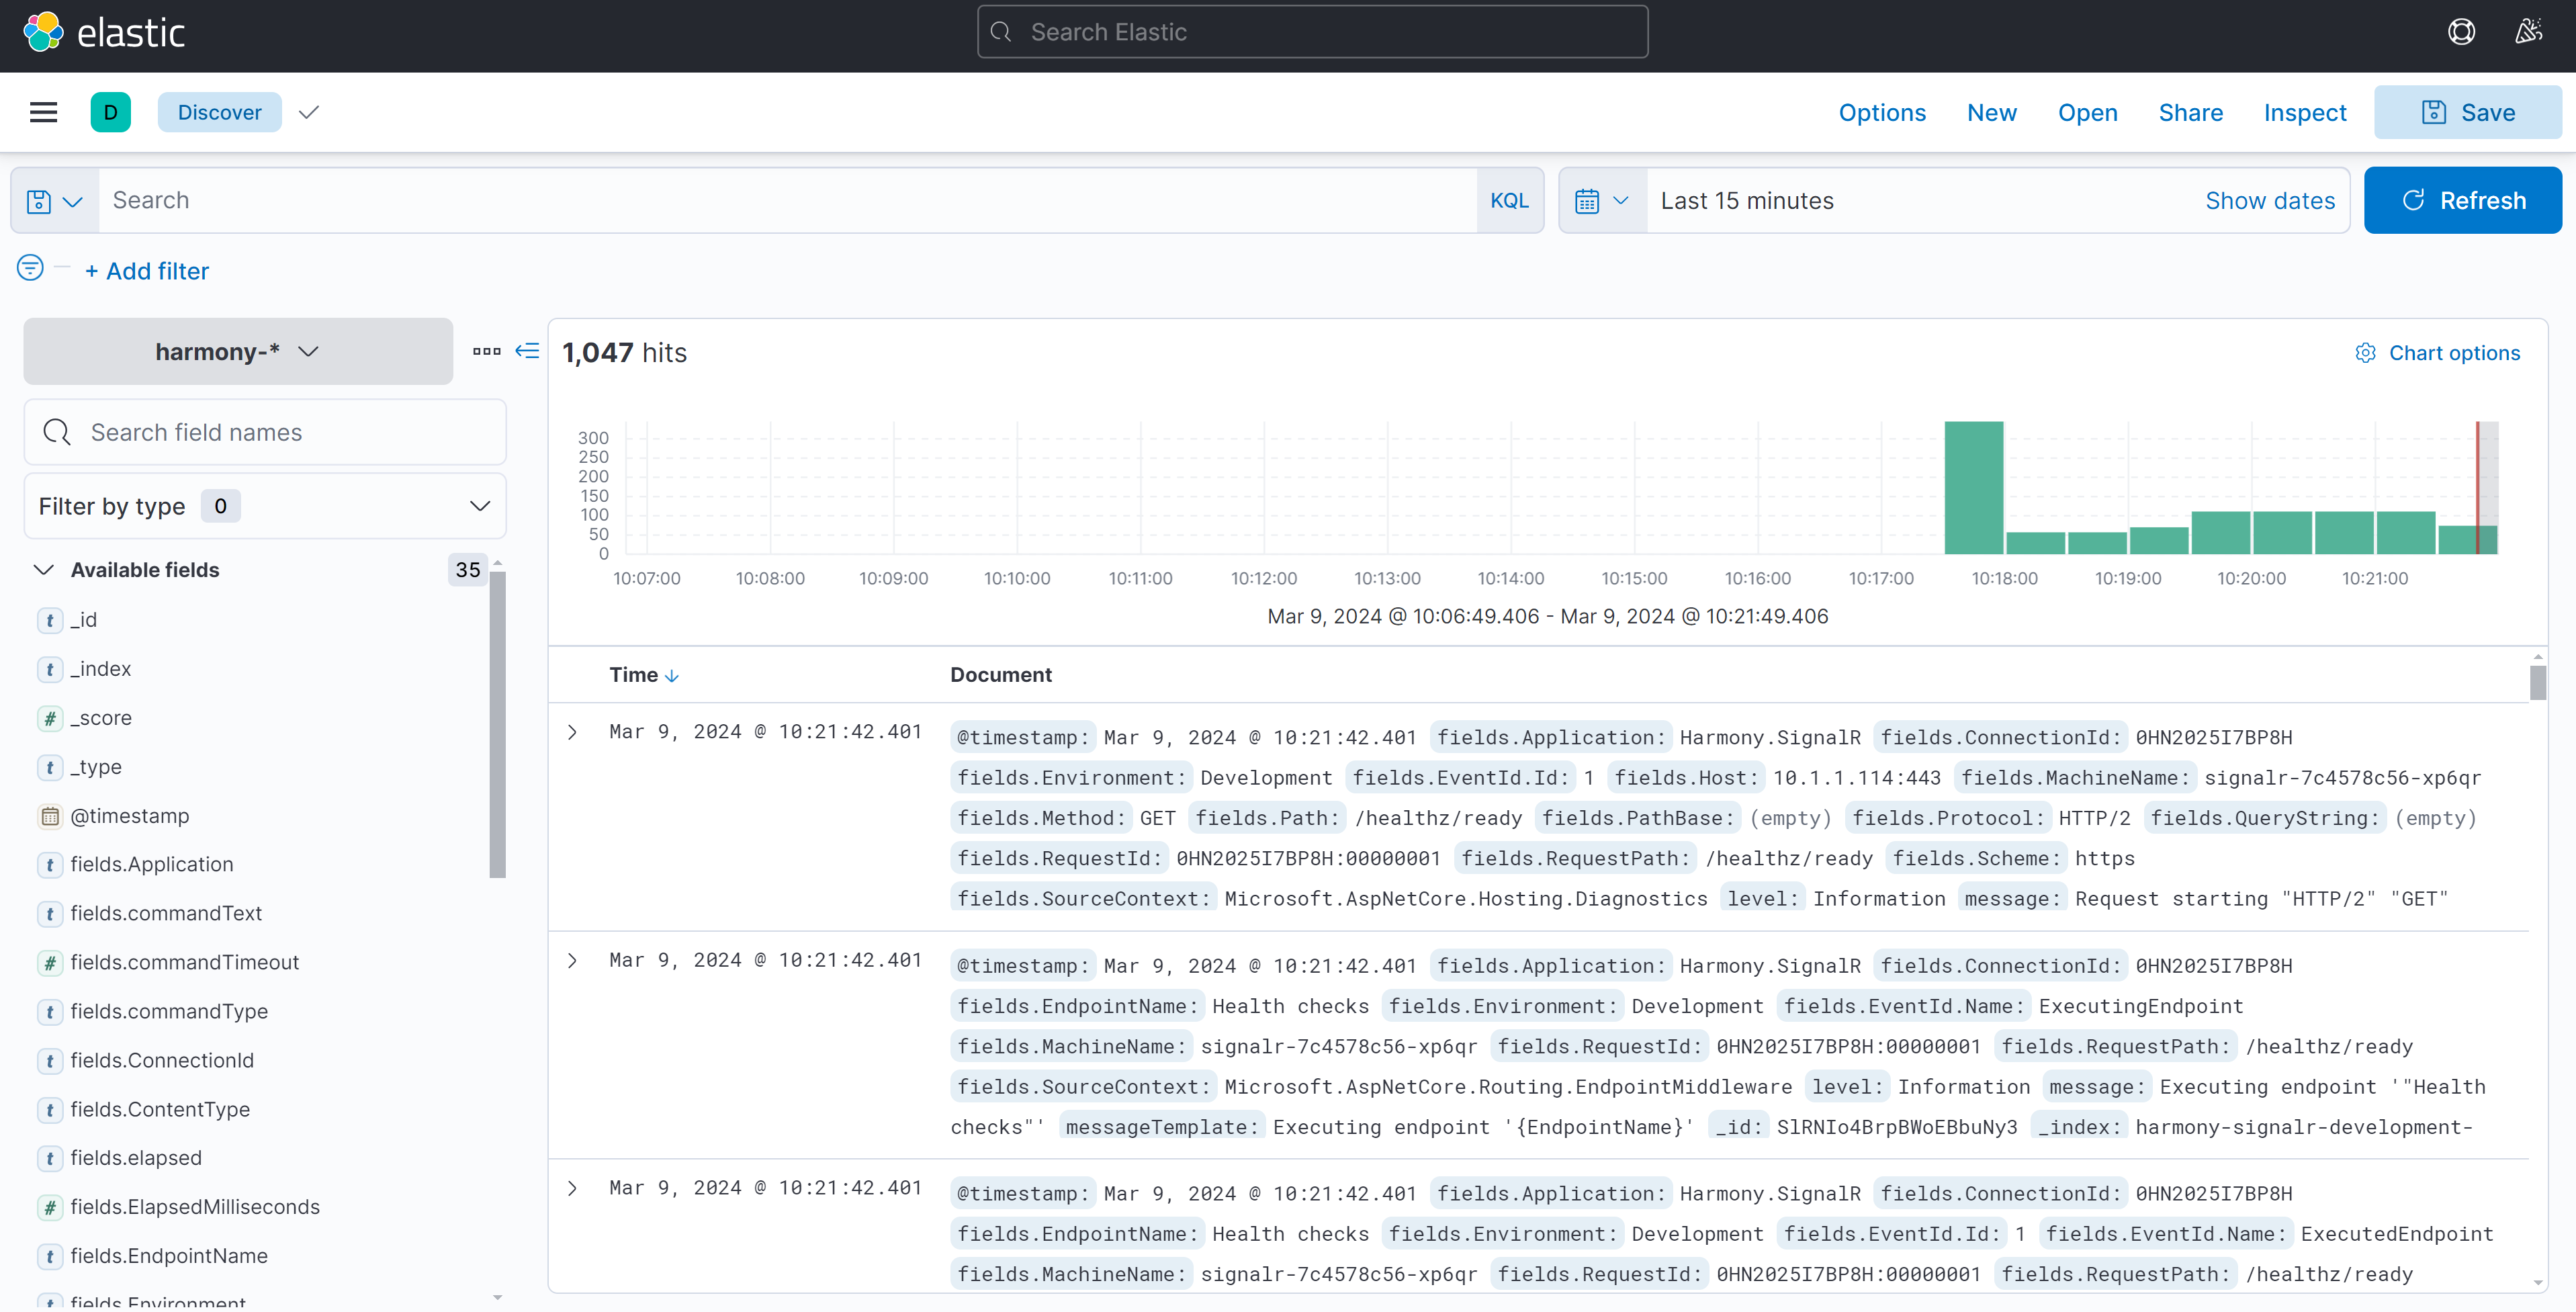 elastic
Search Elastic
D Discover Options New Open Share Inspect Save
Search KQL Last 15 minutes Show dates Refresh
+ Add filter
harmony-*
Search field names
Filter by type 0
Available fields 35
t _id
t _index
# _score
t _type
@timestamp
t fields.Application
t fields.commandText
# fields.commandTimeout
t fields.commandType
t fields.ConnectionId
t fields.ContentType
t fields.elapsed
# fields.ElapsedMilliseconds
t fields.EndpointName
t fields.Environment
1,047 hits
Chart options
300
250
200
150
100
50
0
10:07:00 10:08:00 10:09:00 10:10:00 10:11:00 10:12:00 10:13:00 10:14:00 10:15:00 10:16:00 10:17:00 10:18:00 10:19:00 10:20:00 10:21:00
Mar 9, 2024 @ 10:06:49.406 - Mar 9, 2024 @ 10:21:49.406
Time Document
Mar 9, 2024 @ 10:21:42.401 @timestamp: Mar 9, 2024 @ 10:21:42.401 fields.Application: Harmony.SignalR fields.ConnectionId: 0HN2025I7BP8H
fields.Environment: Development fields.EventId.Id: 1 fields.Host: 10.1.1.114:443 fields.MachineName: signalr-7c4578c56-xp6qr
fields.Method: GET fields.Path: /healthz/ready fields.PathBase: (empty) fields.Protocol: HTTP/2 fields.QueryString: (empty)
fields.RequestId: 0HN2025I7BP8H:00000001 fields.RequestPath: /healthz/ready fields.Scheme: https
fields.SourceContext: Microsoft.AspNetCore.Hosting.Diagnostics level: Information message: Request starting "HTTP/2" "GET"
Mar 9, 2024 @ 10:21:42.401 @timestamp: Mar 9, 2024 @ 10:21:42.401 fields.Application: Harmony.SignalR fields.ConnectionId: 0HN2025I7BP8H
fields.EndpointName: Health checks fields.Environment: Development fields.EventId.Name: ExecutingEndpoint
fields.MachineName: signalr-7c4578c56-xp6qr fields.RequestId: 0HN2025I7BP8H:00000001 fields.RequestPath: /healthz/ready
fields.SourceContext: Microsoft.AspNetCore.Routing.EndpointMiddleware level: Information message: Executing endpoint '"Health
checks"' messageTemplate: Executing endpoint '{EndpointName}' _id: SlRNIo4BrpBWoEBbuNy3 _index: harmony-signalr-development-
Mar 9, 2024 @ 10:21:42.401 @timestamp: Mar 9, 2024 @ 10:21:42.401 fields.Application: Harmony.SignalR fields.ConnectionId: 0HN2025I7BP8H
fields.EndpointName: Health checks fields.Environment: Development fields.EventId.Id: 1 fields.EventId.Name: ExecutedEndpoint
fields.MachineName: signalr-7c4578c56-xp6qr fields.RequestId: 0HN2025I7BP8H:00000001 fields.RequestPath: /healthz/ready